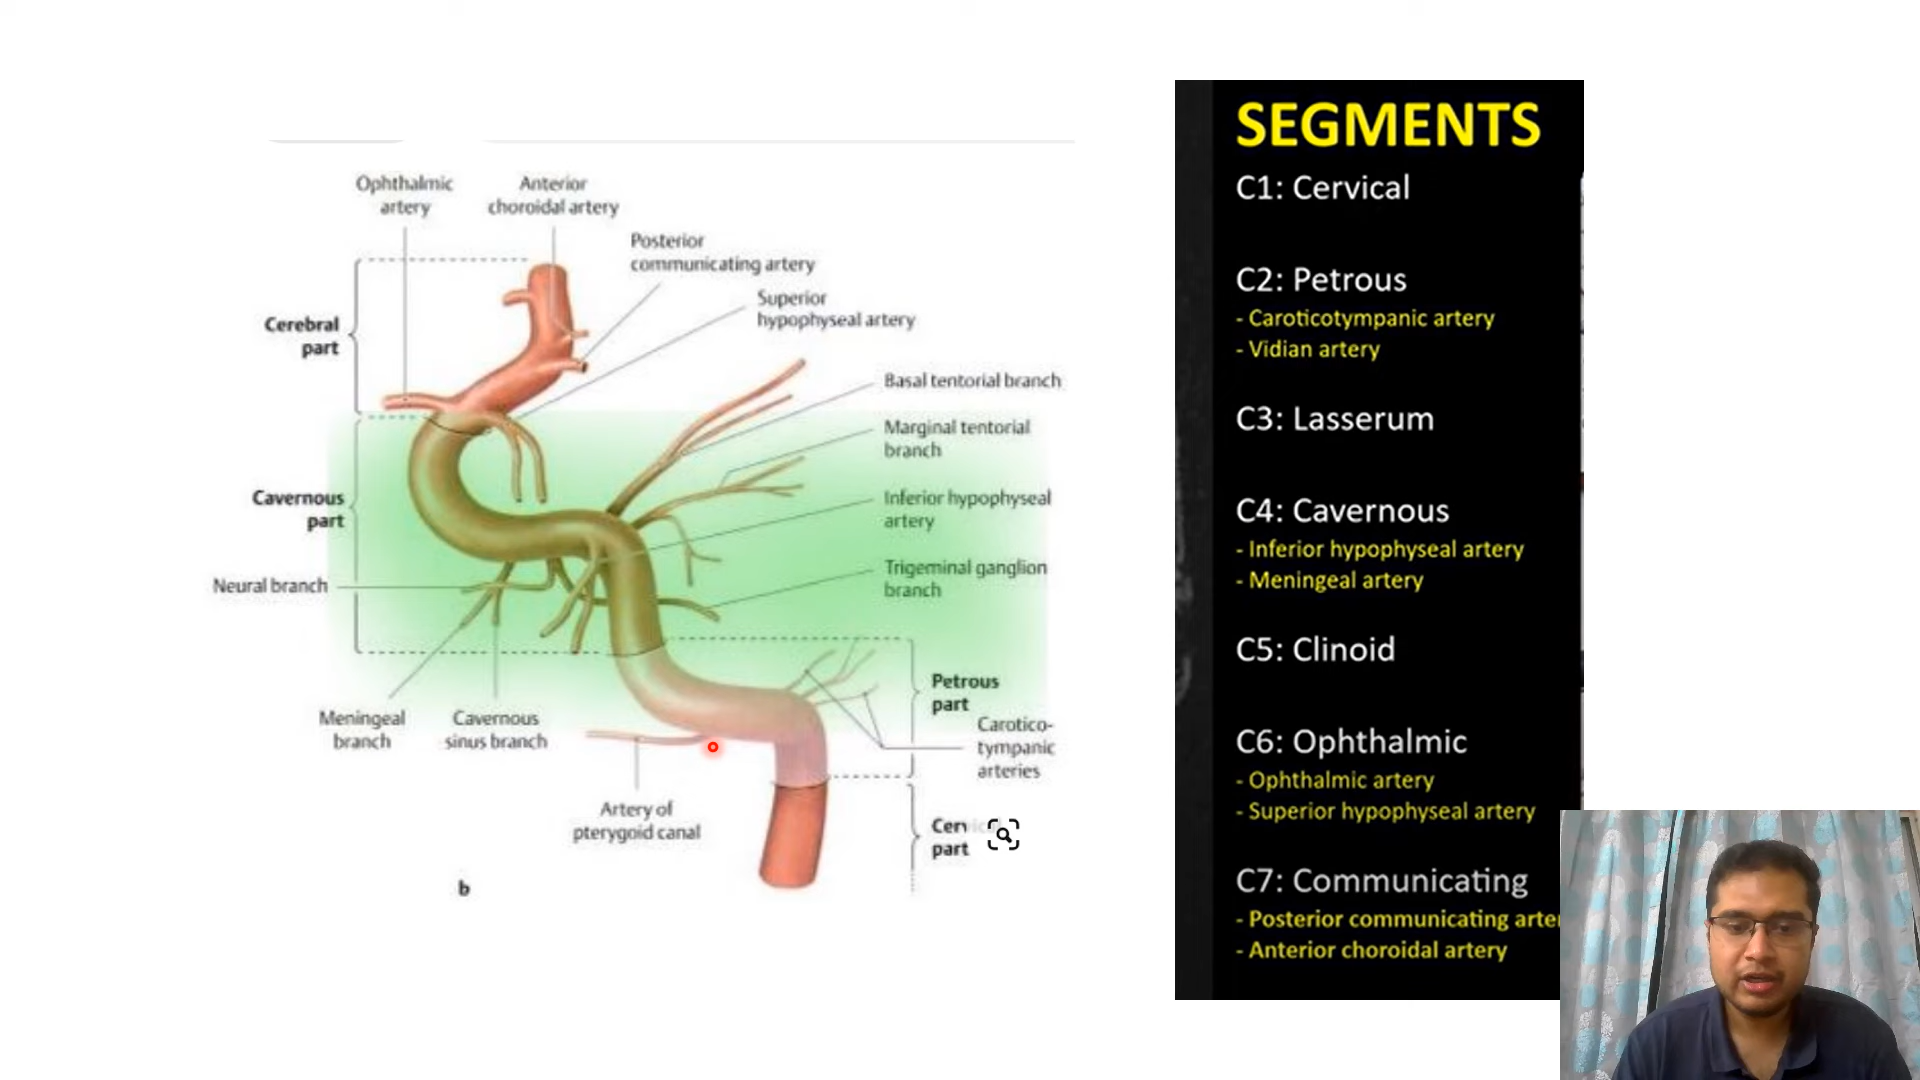 Ophthalmic
artery
Anterior
choroidal artery
Posterior
communicating artery
Superior
hypophyseal artery
Cerebral
part
Basal tentorial branch
Marginal tentorial
branch
Cavernous
part
Inferior hypophyseal
artery
Neural branch
Trigeminal ganglion
branch
Petrous
part
Meningeal
branch
Cavernous
sinus branch
Carotico-
tympanic
arteries
Artery of
pterygoid canal
part
b
SEGMENTS
C1: Cervical
C2: Petrous
- Caroticotympanic artery
- Vidian artery
C3: Lasserum
C4: Cavernous
- Inferior hypophyseal artery
- Meningeal artery
C5: Clinoid
C6: Ophthalmic
- Ophthalmic artery
- Superior hypophyseal artery
C7: Communicating
- Posterior communicating
- Anterior choroidal artery